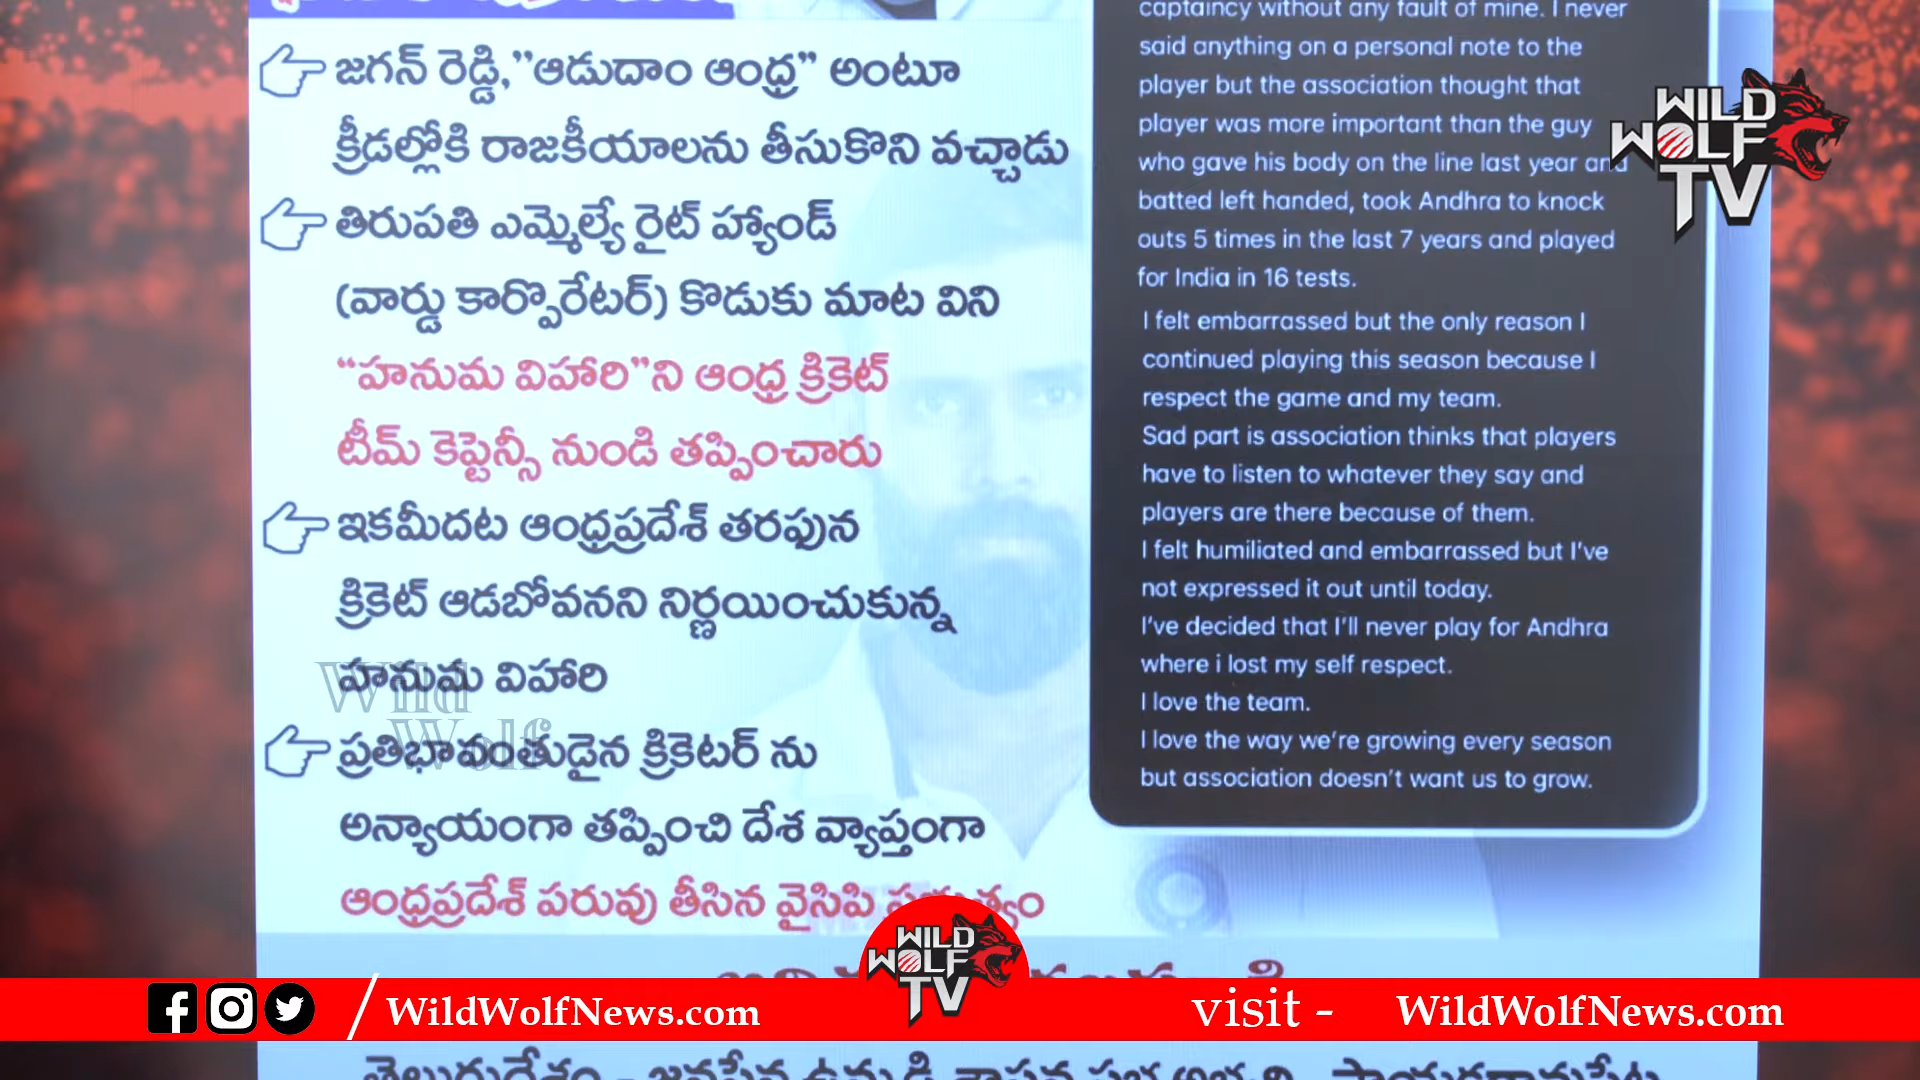 జగన్ రెడ్డి,”ఆడుదాం ఆంధ్ర” అంటూ
క్రీడల్లోకి రాజకీయాలను తీసుకొని వచ్చాడు
తిరుపతి ఎమ్మెల్యే రైట్ హ్యాండ్
(వార్డు కార్పొరేటర్) కొడుకు మాట విని
“హనుమ విహారి”ని ఆంధ్ర క్రికెట్
టీమ్ కెప్టెన్సీ నుండి తప్పించారు
ఇకమీదట ఆంధ్రప్రదేశ్ తరఫున
క్రికెట్ ఆడబోవనని నిర్ణయించుకున్న
హనుమ విహారి
ప్రతిభావంతుడైన క్రికెటర్ ను
అన్యాయంగా తప్పించి దేశ వ్యాప్తంగా
ఆంధ్రప్రదేశ్ పరువు తీసిన వైసిపి
captaincy without any fault of mine. I never
said anything on a personal note to the
player but the association thought that
player was more important than the guy
who gave his body on the line last year and
batted left handed, took Andhra to knock
outs 5 times in the last 7 years and played
for India in 16 tests.
I felt embarrassed but the only reason I
continued playing this season because I
respect the game and my team.
Sad part is association thinks that players
have to listen to whatever they say and
players are there because of them.
I felt humiliated and embarrassed but I've
not expressed it out until today.
I've decided that I'll never play for Andhra
where i lost my self respect.
I love the team.
I love the way we're growing every season
but association doesn't want us to grow.
WILD
WOLF
TV
Wild
Wolf
WILD
WOLF
TV
WildWolfNews.com
visit - WildWolfNews.com